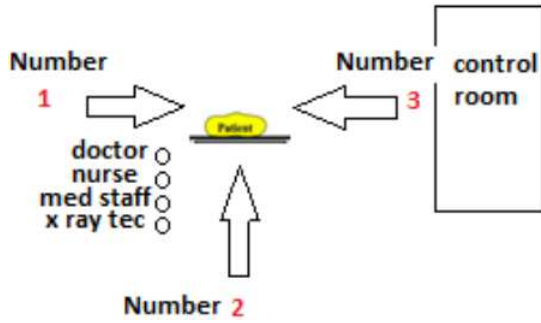 Number
1
Number
3
control
room
Patient
doctor
nurse
med staff
x ray tec
Number 2